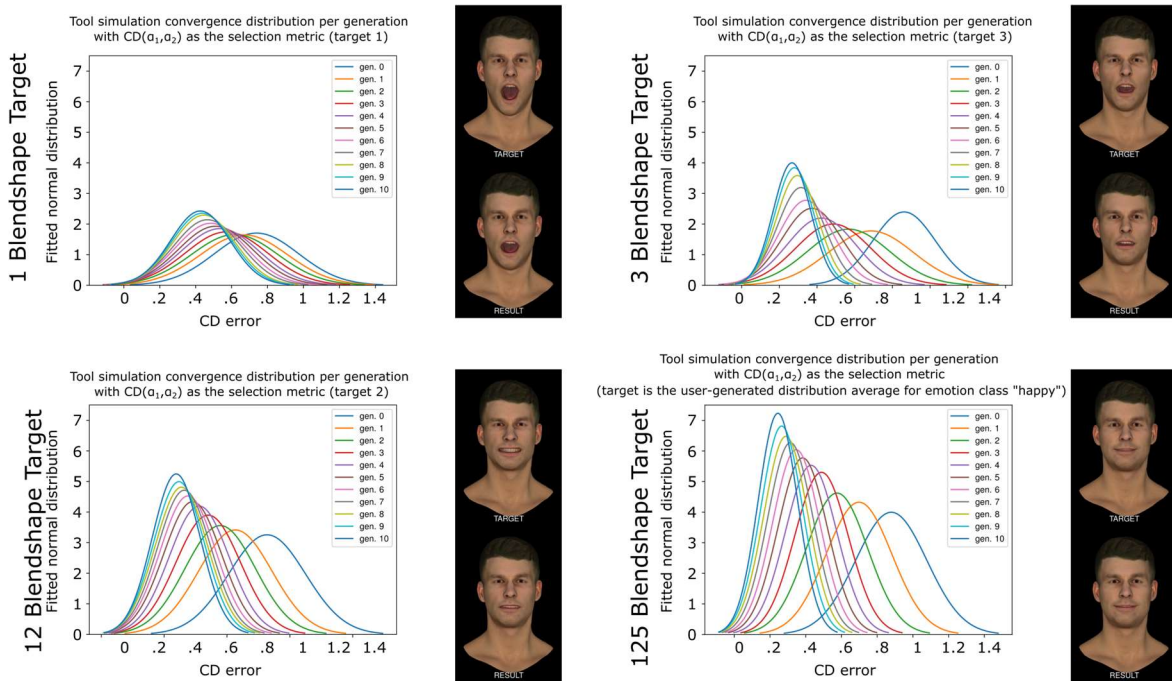 1 Blendshape Target
Tool simulation convergence distribution per generation
with CD(α₁,α₂) as the selection metric (target 1)
Fitted normal distribution
7
6
5
4
3
2
1
0
0 .2 .4 .6 .8 1 1.2 1.4
CD error
gen. 0
gen. 1
gen. 2
gen. 3
gen. 4
gen. 5
gen. 6
gen. 7
gen. 8
gen. 9
gen. 10
TARGET
RESULT
3 Blendshape Target
Tool simulation convergence distribution per generation
with CD(α₁,α₂) as the selection metric (target 3)
Fitted normal distribution
7
6
5
4
3
2
1
0
0 .2 .4 .6 .8 1 1.2 1.4
CD error
gen. 0
gen. 1
gen. 2
gen. 3
gen. 4
gen. 5
gen. 6
gen. 7
gen. 8
gen. 9
gen. 10
TARGET
RESULT
12 Blendshape Target
Tool simulation convergence distribution per generation
with CD(α₁,α₂) as the selection metric (target 2)
Fitted normal distribution
7
6
5
4
3
2
1
0
0 .2 .4 .6 .8 1 1.2 1.4
CD error
gen. 0
gen. 1
gen. 2
gen. 3
gen. 4
gen. 5
gen. 6
gen. 7
gen. 8
gen. 9
gen. 10
TARGET
RESULT
125 Blendshape Target
Tool simulation convergence distribution per generation
with CD(α₁,α₂) as the selection metric
(target is the user-generated distribution average for emotion class "happy")
Fitted normal distribution
7
6
5
4
3
2
1
0
0 .2 .4 .6 .8 1 1.2 1.4
CD error
gen. 0
gen. 1
gen. 2
gen. 3
gen. 4
gen. 5
gen. 6
gen. 7
gen. 8
gen. 9
gen. 10
TARGET
RESULT